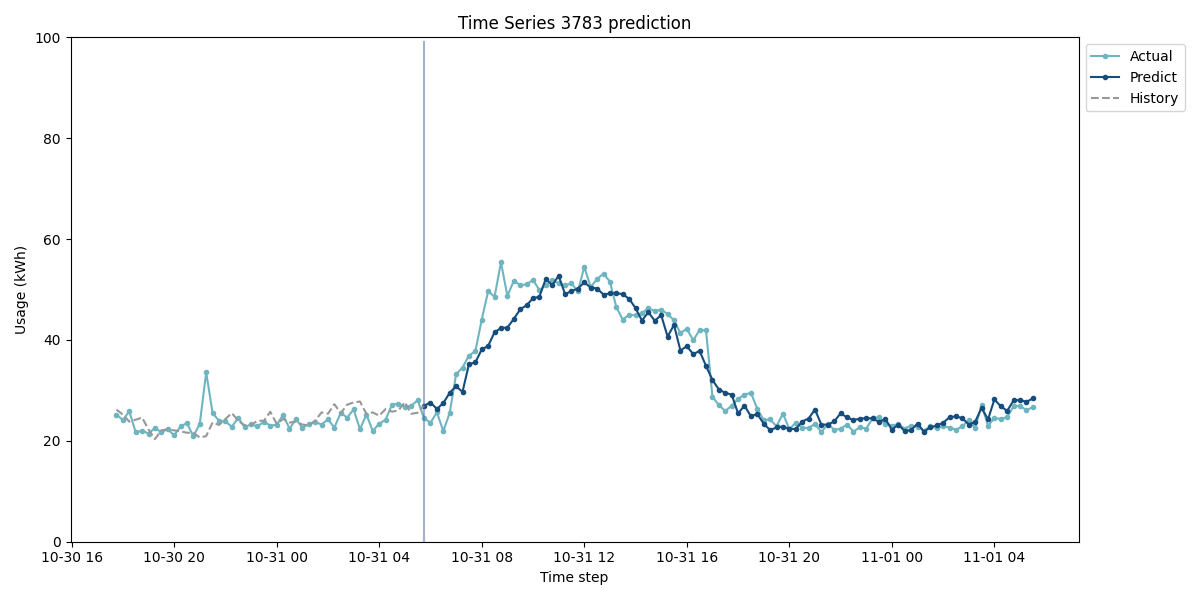 Time Series 3783 prediction
100
80
60
40
20
0
Usage (kWh)
10-30 16
10-30 20
10-31 00
10-31 04
10-31 08
10-31 12
10-31 16
10-31 20
11-01 00
11-01 04
Time step
Actual
Predict
History